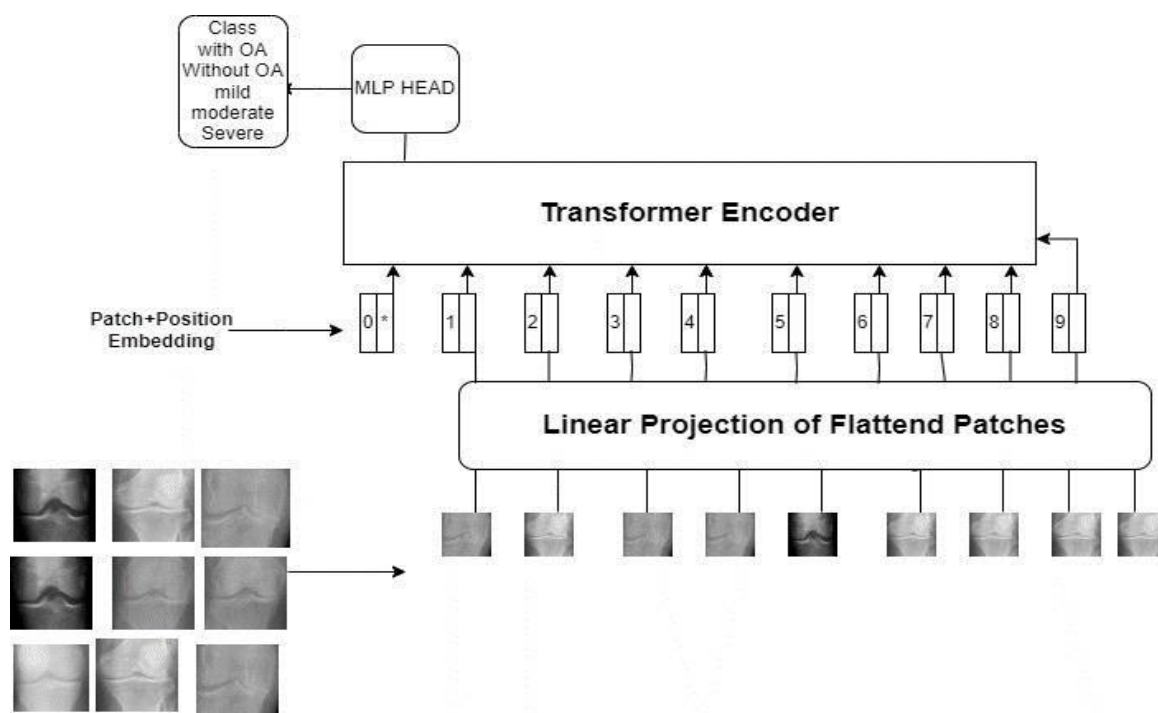 Class
with OA
Without OA
mild
moderate
Severe
MLP HEAD
Transformer Encoder
Patch+Position
Embedding
0 * 1 2 3 4 5 6 7 8 9
Linear Projection of Flattend Patches